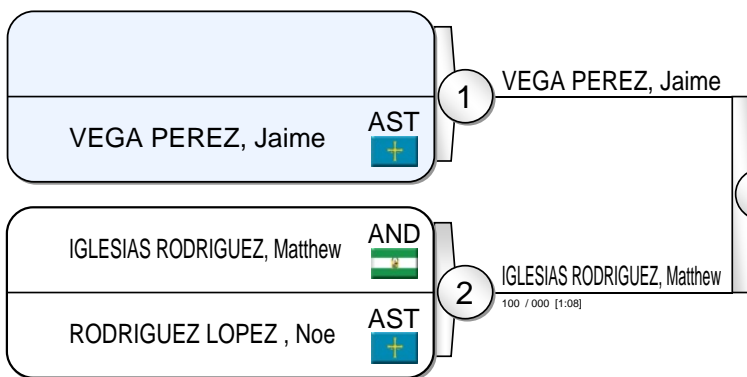 VEGA PEREZ, Jaime AST
1
VEGA PEREZ, Jaime
IGLESIAS RODRIGUEZ, Matthew AND
RODRIGUEZ LOPEZ , Noe AST
2
IGLESIAS RODRIGUEZ, Matthew
100 / 000 [1:08]